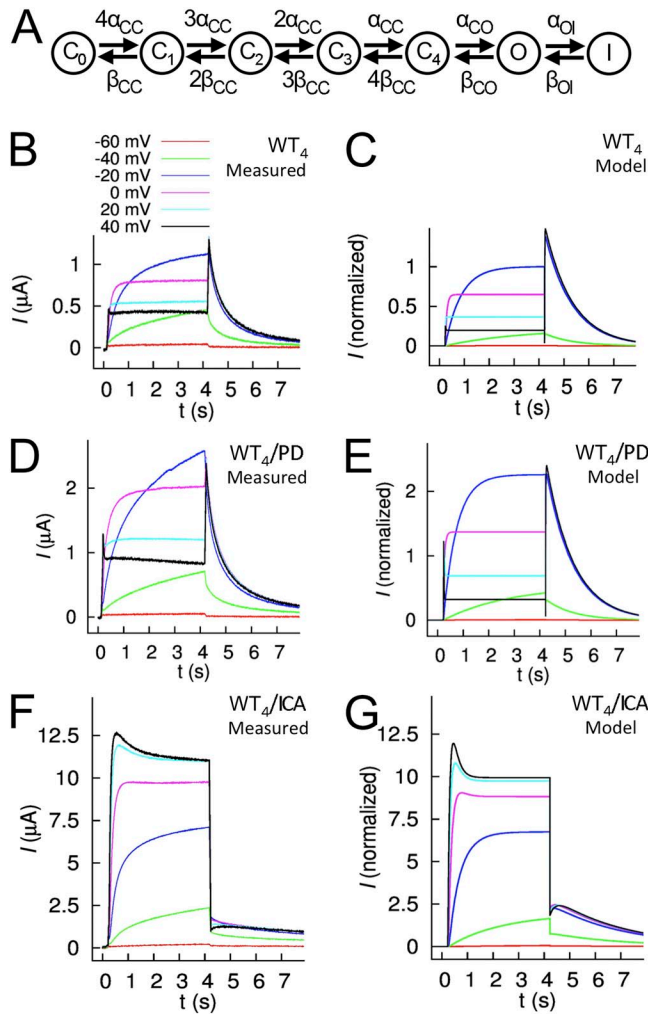 A
4αCC 3αCC 2αCC αCC αCO αOI
C0 C1 C2 C3 C4 O I
βCC 2βCC 3βCC 4βCC βCO βOI
B
-60 mV
-40 mV
-20 mV
0 mV
20 mV
40 mV
WT4
Measured
I (µA)
1
0.5
0
0 1 2 3 4 5 6 7
t (s)
C
WT4
Model
I (normalized)
1
0.5
0
0 1 2 3 4 5 6 7
t (s)
D
WT4/PD
Measured
I (µA)
2
1
0
0 1 2 3 4 5 6 7
t (s)
E
WT4/PD
Model
I (normalized)
2
1
0
0 1 2 3 4 5 6 7
t (s)
F
WT4/ICA
Measured
I (µA)
12.5
10
7.5
5
2.5
0
0 1 2 3 4 5 6 7
t (s)
G
WT4/ICA
Model
I (normalized)
12.5
10
7.5
5
2.5
0
0 1 2 3 4 5 6 7
t (s)